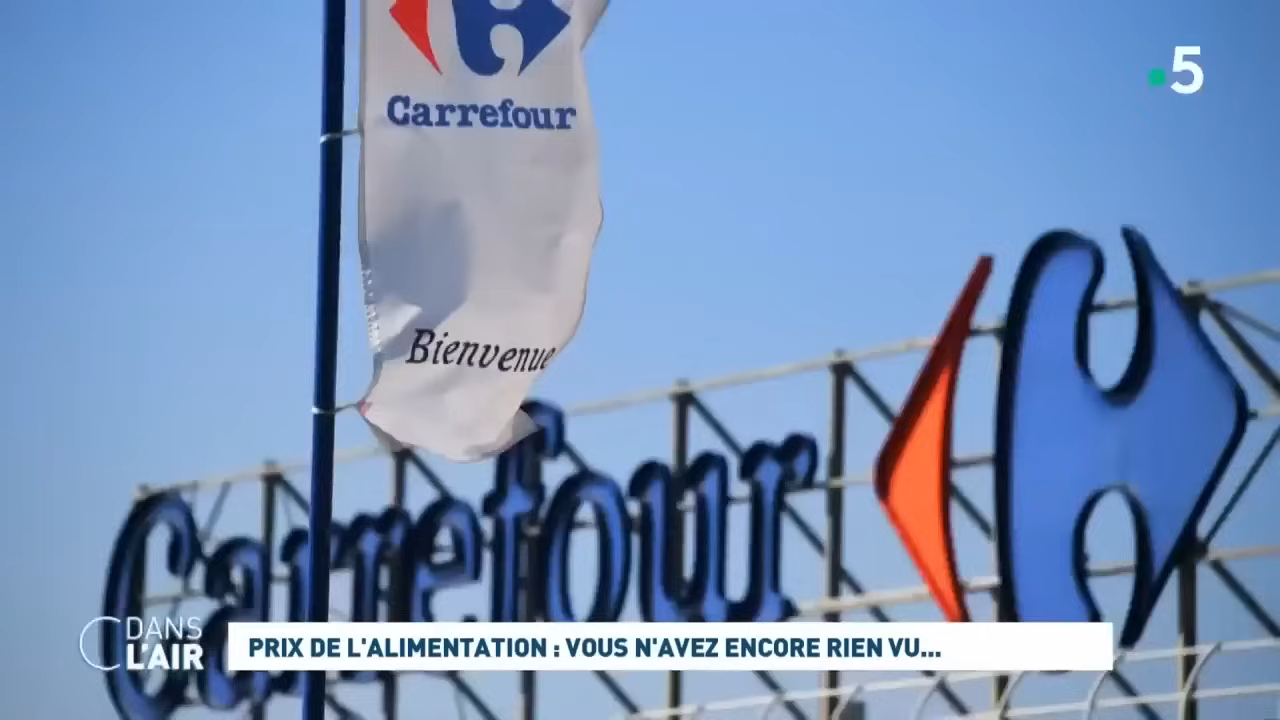 Carrefour
5
Bienvenue
Carrefour
C DANS
L'AIR
PRIX DE L'ALIMENTATION : VOUS N'AVEZ ENCORE RIEN VU...